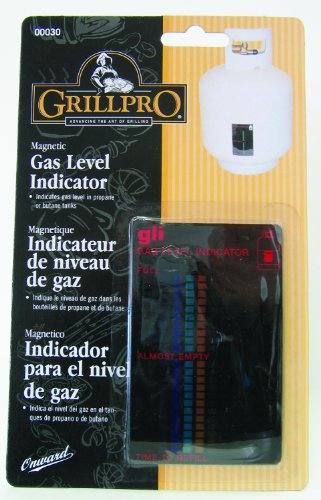 00030
GRILLPRO®
ADVANCING THE ART OF GRILLING
Magnetic
Gas Level
Indicator
• Indicates gas level in propane
or butane tanks
Magnetique
Indicateur
de niveau
de gaz
• Indique le niveau de gaz dans les
bouteilles de propane et de butane
Magnetico
Indicador
para el nivel
de gaz
• Indica el nivel del gaz en el tan-
ques de propano o de butano
Onward
gli
GAS LEVEL INDICATOR
FULL
ALMOST EMPTY
TIME TO REFILL